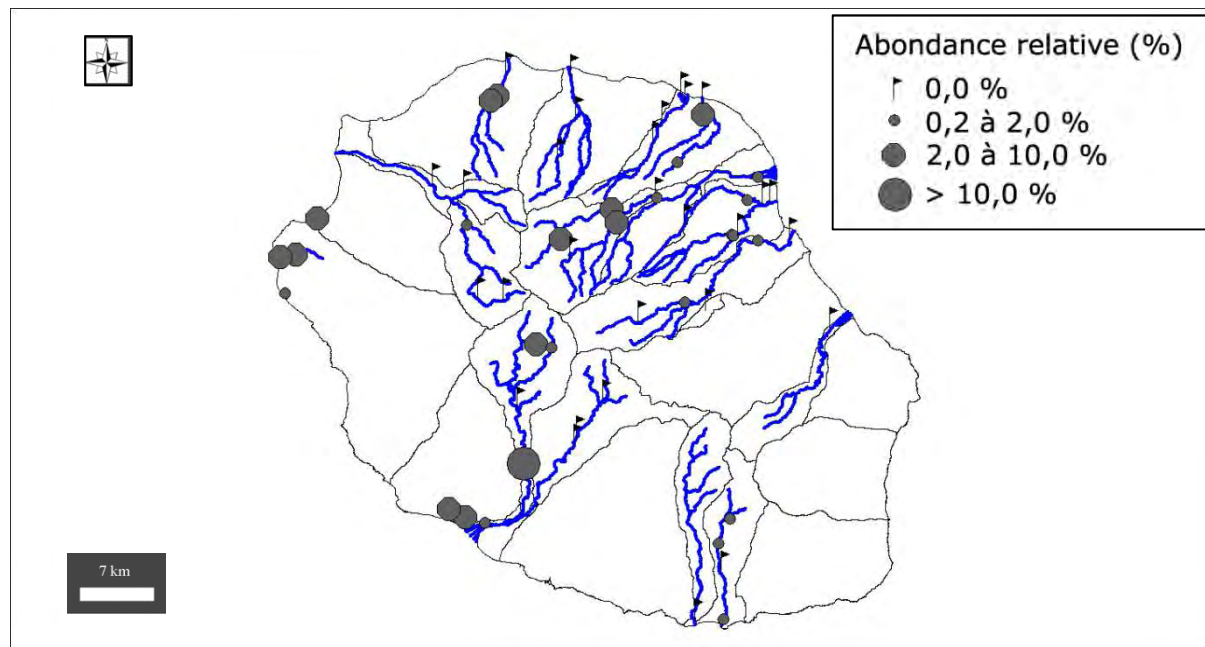 Abondance relative (%)
0,0 %
0,2 à 2,0 %
2,0 à 10,0 %
> 10,0 %
7 km